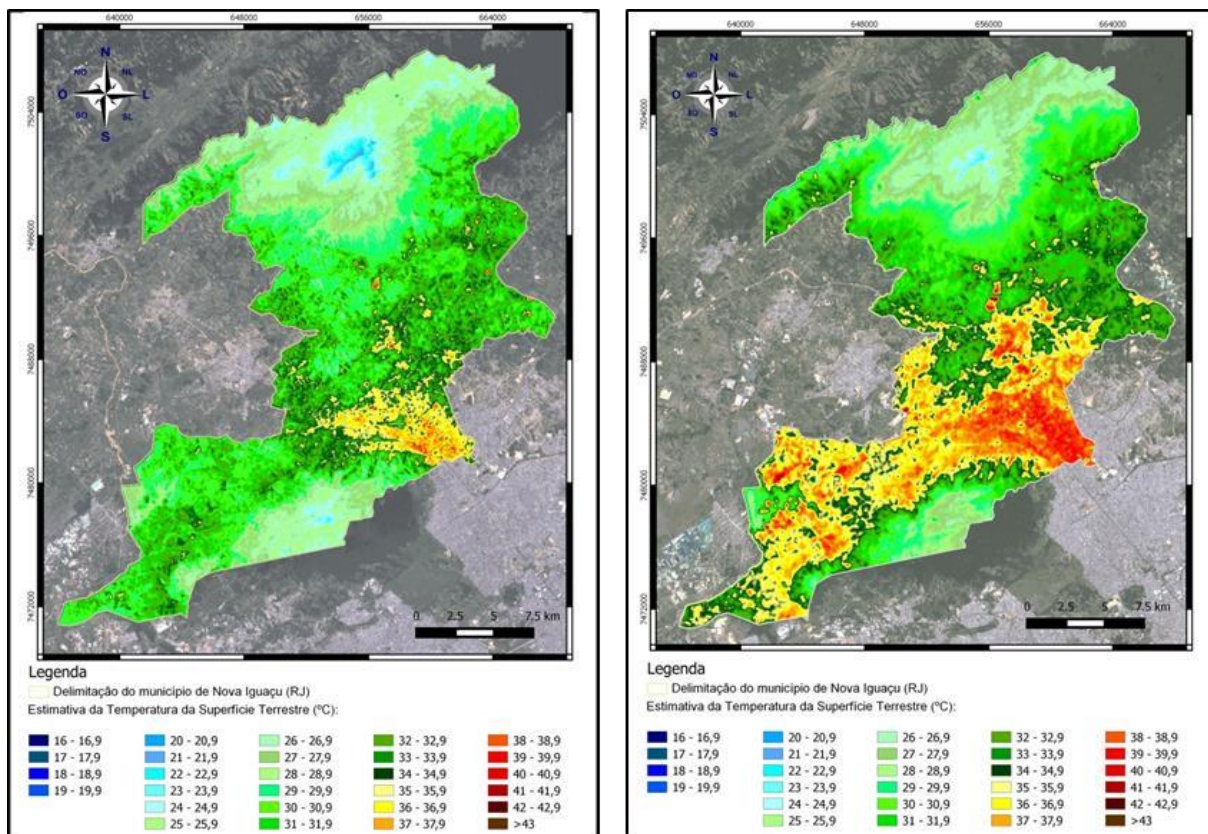 640000 648000 656000 664000
7504000
7496000
7488000
7480000
7472000
N
NO NL
O L
SO SL
S
0 2.5 5 7.5 km
Legenda
Delimitação do município de Nova Iguaçu (RJ)
Estimativa da Temperatura da Superfície Terrestre (ºC):
16 - 16,9 20 - 20,9 26 - 26,9 32 - 32,9 38 - 38,9
17 - 17,9 21 - 21,9 27 - 27,9 33 - 33,9 39 - 39,9
18 - 18,9 22 - 22,9 28 - 28,9 34 - 34,9 40 - 40,9
19 - 19,9 23 - 23,9 29 - 29,9 35 - 35,9 41 - 41,9
24 - 24,9 30 - 30,9 36 - 36,9 42 - 42,9
25 - 25,9 31 - 31,9 37 - 37,9 >43
640000 648000 656000 664000
7504000
7496000
7488000
7480000
7472000
N
NO NL
O L
SO SL
S
0 2.5 5 7.5 km
Legenda
Delimitação do município de Nova Iguaçu (RJ)
Estimativa da Temperatura da Superfície Terrestre (ºC):
16 - 16,9 20 - 20,9 26 - 26,9 32 - 32,9 38 - 38,9
17 - 17,9 21 - 21,9 27 - 27,9 33 - 33,9 39 - 39,9
18 - 18,9 22 - 22,9 28 - 28,9 34 - 34,9 40 - 40,9
19 - 19,9 23 - 23,9 29 - 29,9 35 - 35,9 41 - 41,9
24 - 24,9 30 - 30,9 36 - 36,9 42 - 42,9
25 - 25,9 31 - 31,9 37 - 37,9 >43